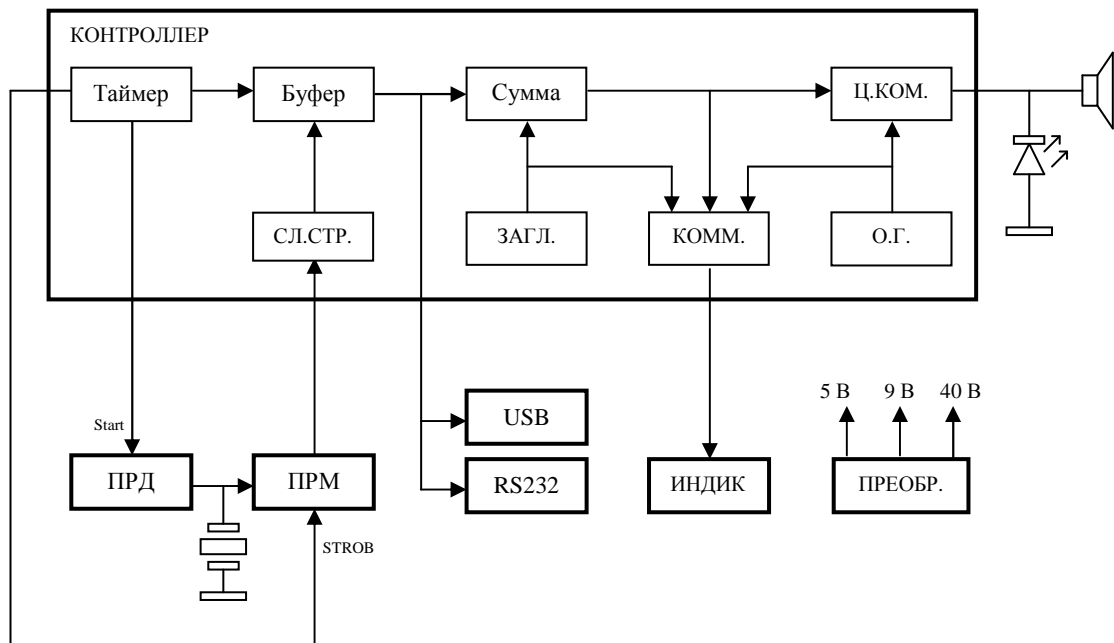 КОНТРОЛЛЕР
Таймер
Буфер
Сумма
Ц.КОМ.
СЛ.СТР.
ЗАГЛ.
КОММ.
О.Г.
5 В
9 В
40 В
Start
USB
ПРД
ПРМ
RS232
ИНДИК
ПРЕОБР.
STROB